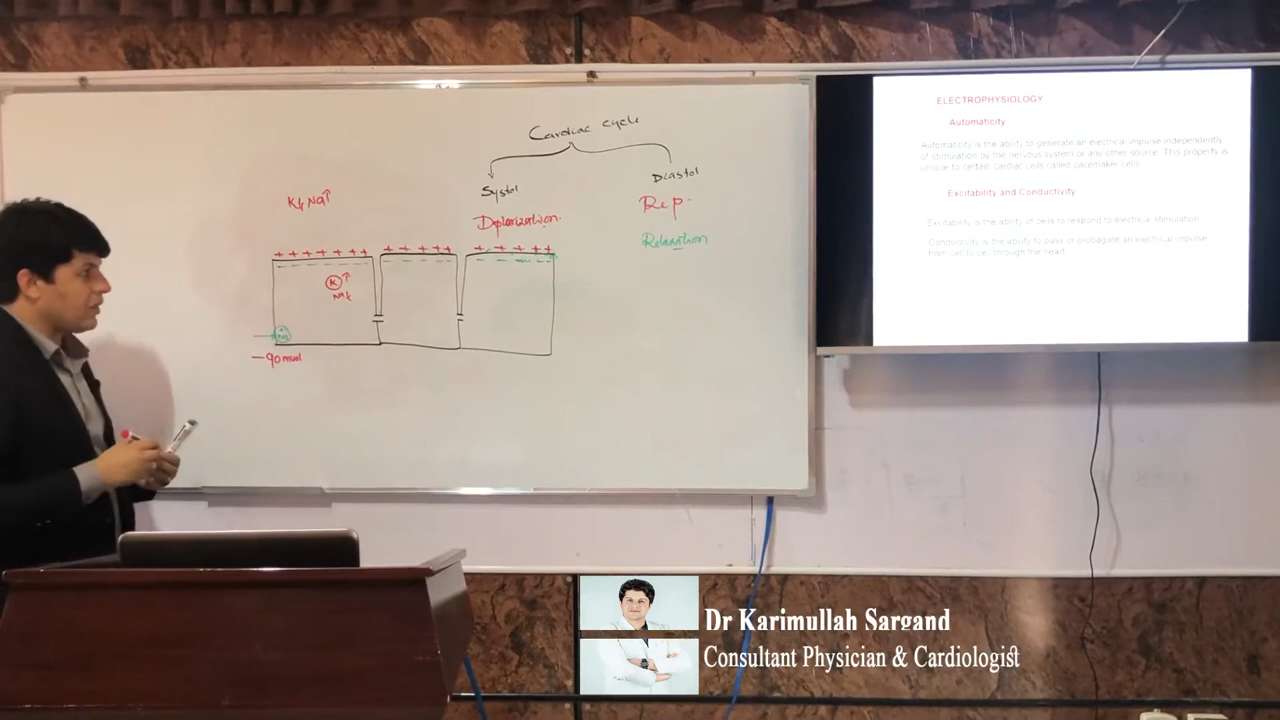 Cardiac cycle
Systol
Diastol
K↓ Na↑
Deplorization.
Rep.
Relaxation
+ + + + + + + + + + + + + + + +
K ↑
Na↓
ELECTROPHYSIOLOGY
Automaticity
Automaticity is the ability to generate an electrical impulse independently
of stimulation by the nervous system or any other source. This property is
unique to certain cardiac cells called pacemaker cells.
Excitability and Conductivity
Excitability is the ability of cells to respond to electrical stimulation.
Conductivity is the ability to pass or propagate an electrical impulse
from cell to cell through the heart.
Dr Karimullah Sargand
Consultant Physician & Cardiologist